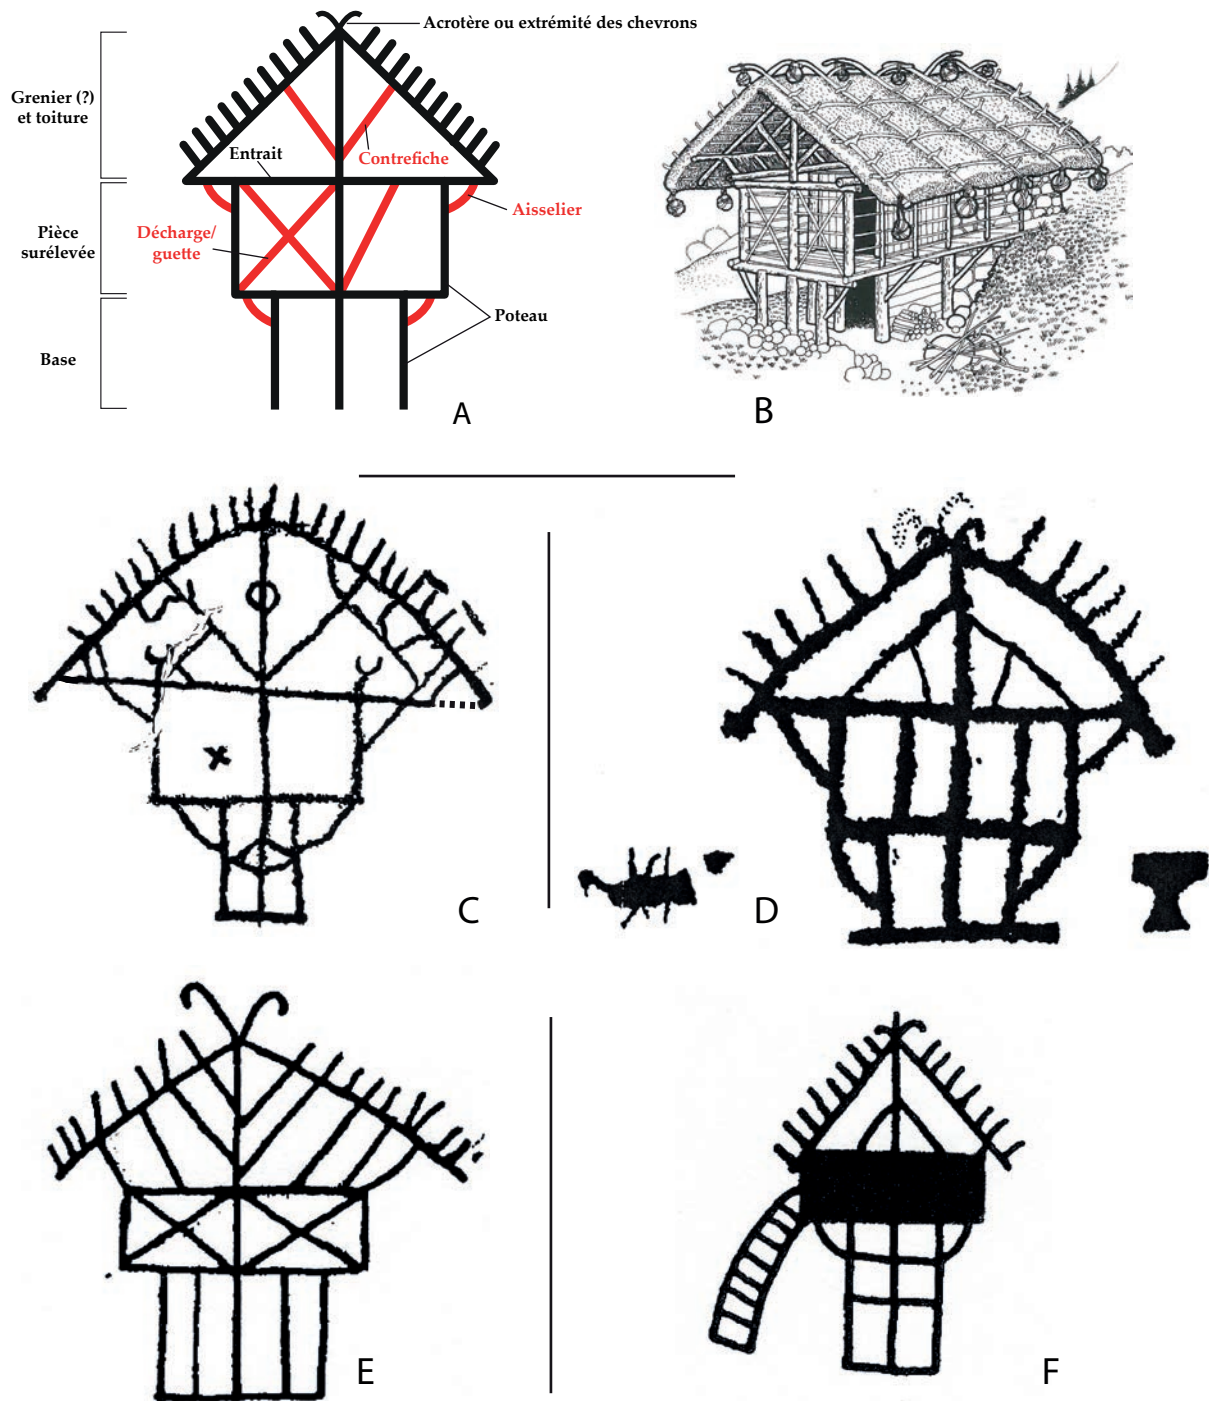 Acrotère ou extrémité des chevrons
Grenier (?)
et toiture
Entrait
Contrefiche
Aisselier
Pièce
surélevée
Décharge/
guette
Poteau
Base
A
B
C
D
E
F